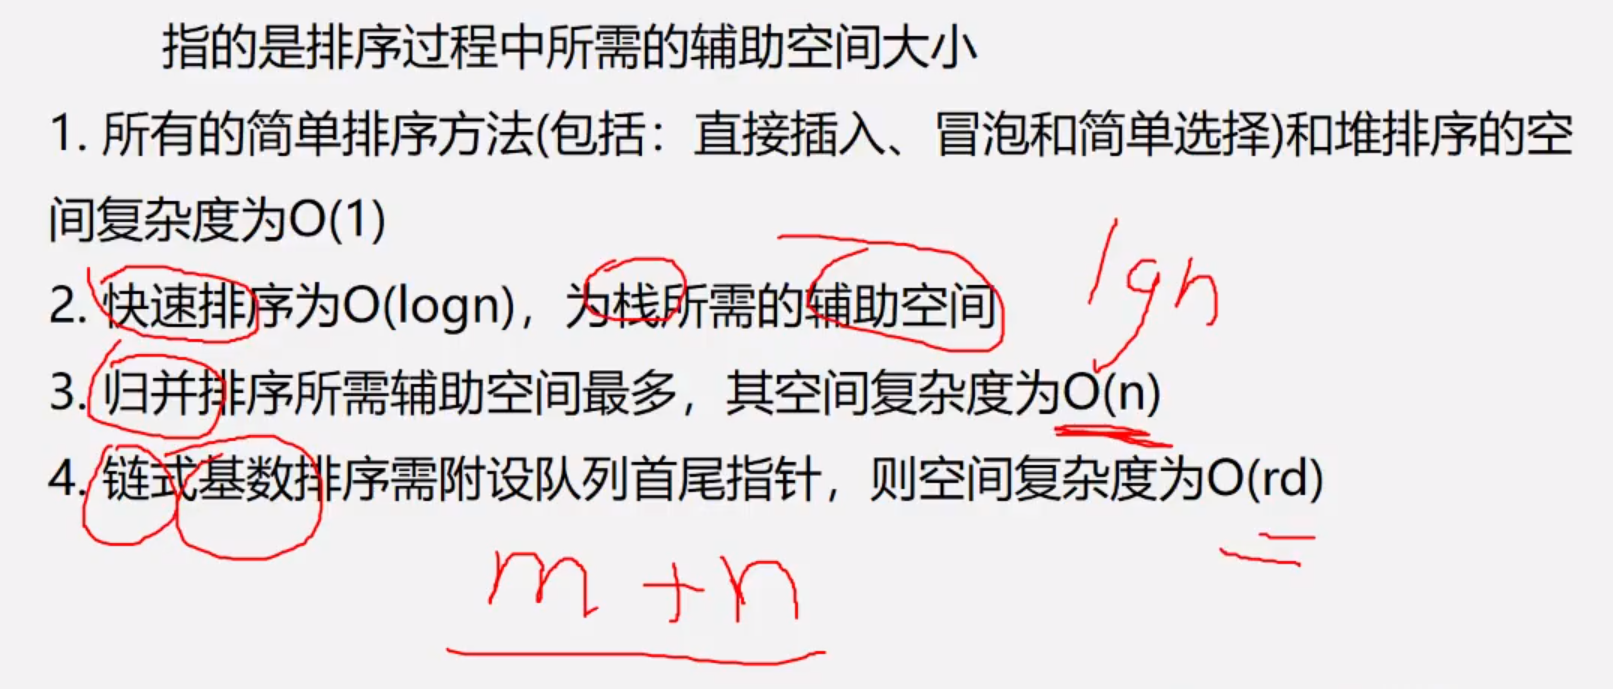 指的是排序过程中所需的辅助空间大小
1. 所有的简单排序方法(包括：直接插入、冒泡和简单选择)和堆排序的空
间复杂度为O(1)
2. 快速排序为O(logn)，为栈所需的辅助空间
lgn
3. 归并排序所需辅助空间最多，其空间复杂度为O(n)
4. 链式基数排序需附设队列首尾指针，则空间复杂度为O(rd)
m+n